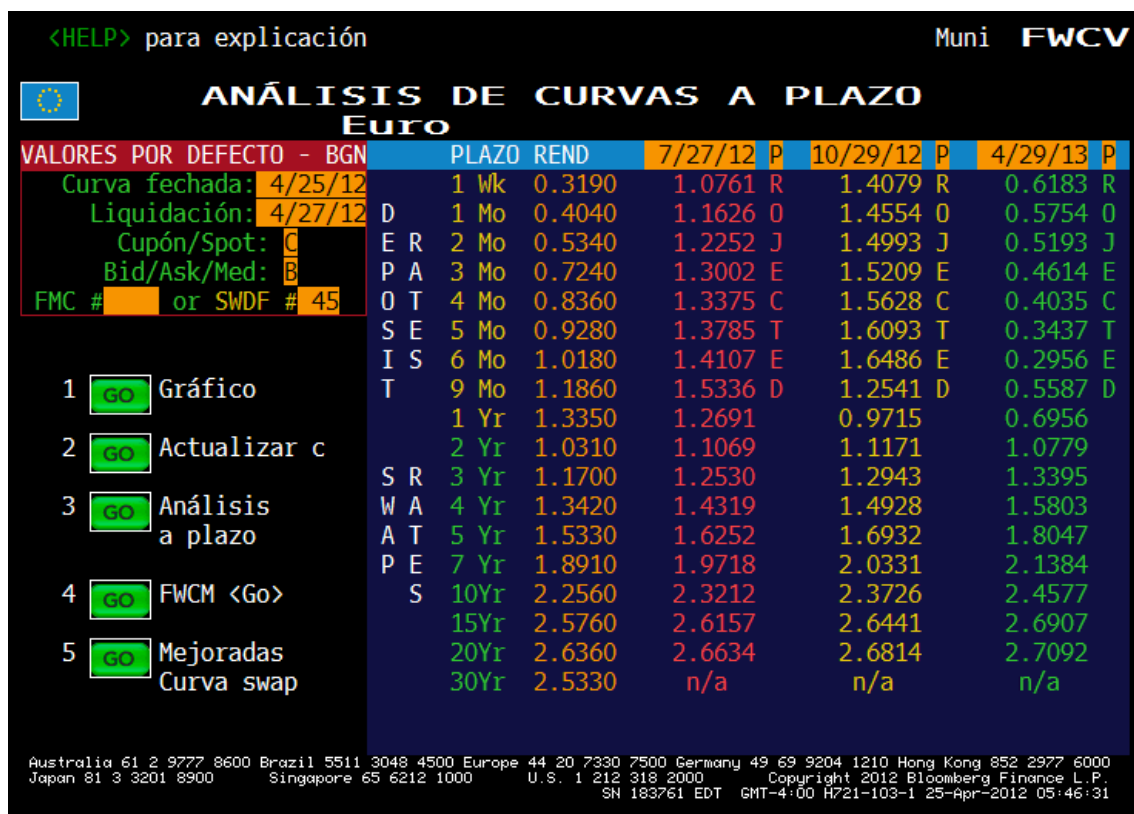 <HELP> para explicación Muni FWCV
ANÁLISIS DE CURVAS A PLAZO
Euro
VALORES POR DEFECTO - BGN PLAZO REND 7/27/12 P 10/29/12 P 4/29/13 P
Curva fechada: 4/25/12 1 Wk 0.3190 1.0761 R 1.4079 R 0.6183 R
Liquidación: 4/27/12 D 1 Mo 0.4040 1.1626 O 1.4554 O 0.5754 O
Cupón/Spot: C E R 2 Mo 0.5340 1.2252 J 1.4993 J 0.5193 J
Bid/Ask/Med: B P A 3 Mo 0.7240 1.3002 E 1.5209 E 0.4614 E
FMC # or SWDF # 45 O T 4 Mo 0.8360 1.3375 C 1.5628 C 0.4035 C
S E 5 Mo 0.9280 1.3785 T 1.6093 T 0.3437 T
I S 6 Mo 1.0180 1.4107 E 1.6486 E 0.2956 E
1 GO Gráfico T 9 Mo 1.1860 1.5336 D 1.2541 D 0.5587 D
1 Yr 1.3350 1.2691 0.9715 0.6956
2 GO Actualizar c 2 Yr 1.0310 1.1069 1.1171 1.0779
S R 3 Yr 1.1700 1.2530 1.2943 1.3395
3 GO Análisis W A 4 Yr 1.3420 1.4319 1.4928 1.5803
a plazo A T 5 Yr 1.5330 1.6252 1.6932 1.8047
P E 7 Yr 1.8910 1.9718 2.0331 2.1384
4 GO FWCM <Go> S 10Yr 2.2560 2.3212 2.3726 2.4577
15Yr 2.5760 2.6157 2.6441 2.6907
5 GO Mejoradas 20Yr 2.6360 2.6634 2.6814 2.7092
Curva swap 30Yr 2.5330 n/a n/a n/a
Australia 61 2 9777 8600 Brazil 5511 3048 4500 Europe 44 20 7330 7500 Germany 49 69 9204 1210 Hong Kong 852 2977 6000
Japan 81 3 3201 8900 Singapore 65 6212 1000 U.S. 1 212 318 2000 Copyright 2012 Bloomberg Finance L.P.
SN 183761 EDT GMT-4:00 H721-103-1 25-Apr-2012 05:46:31